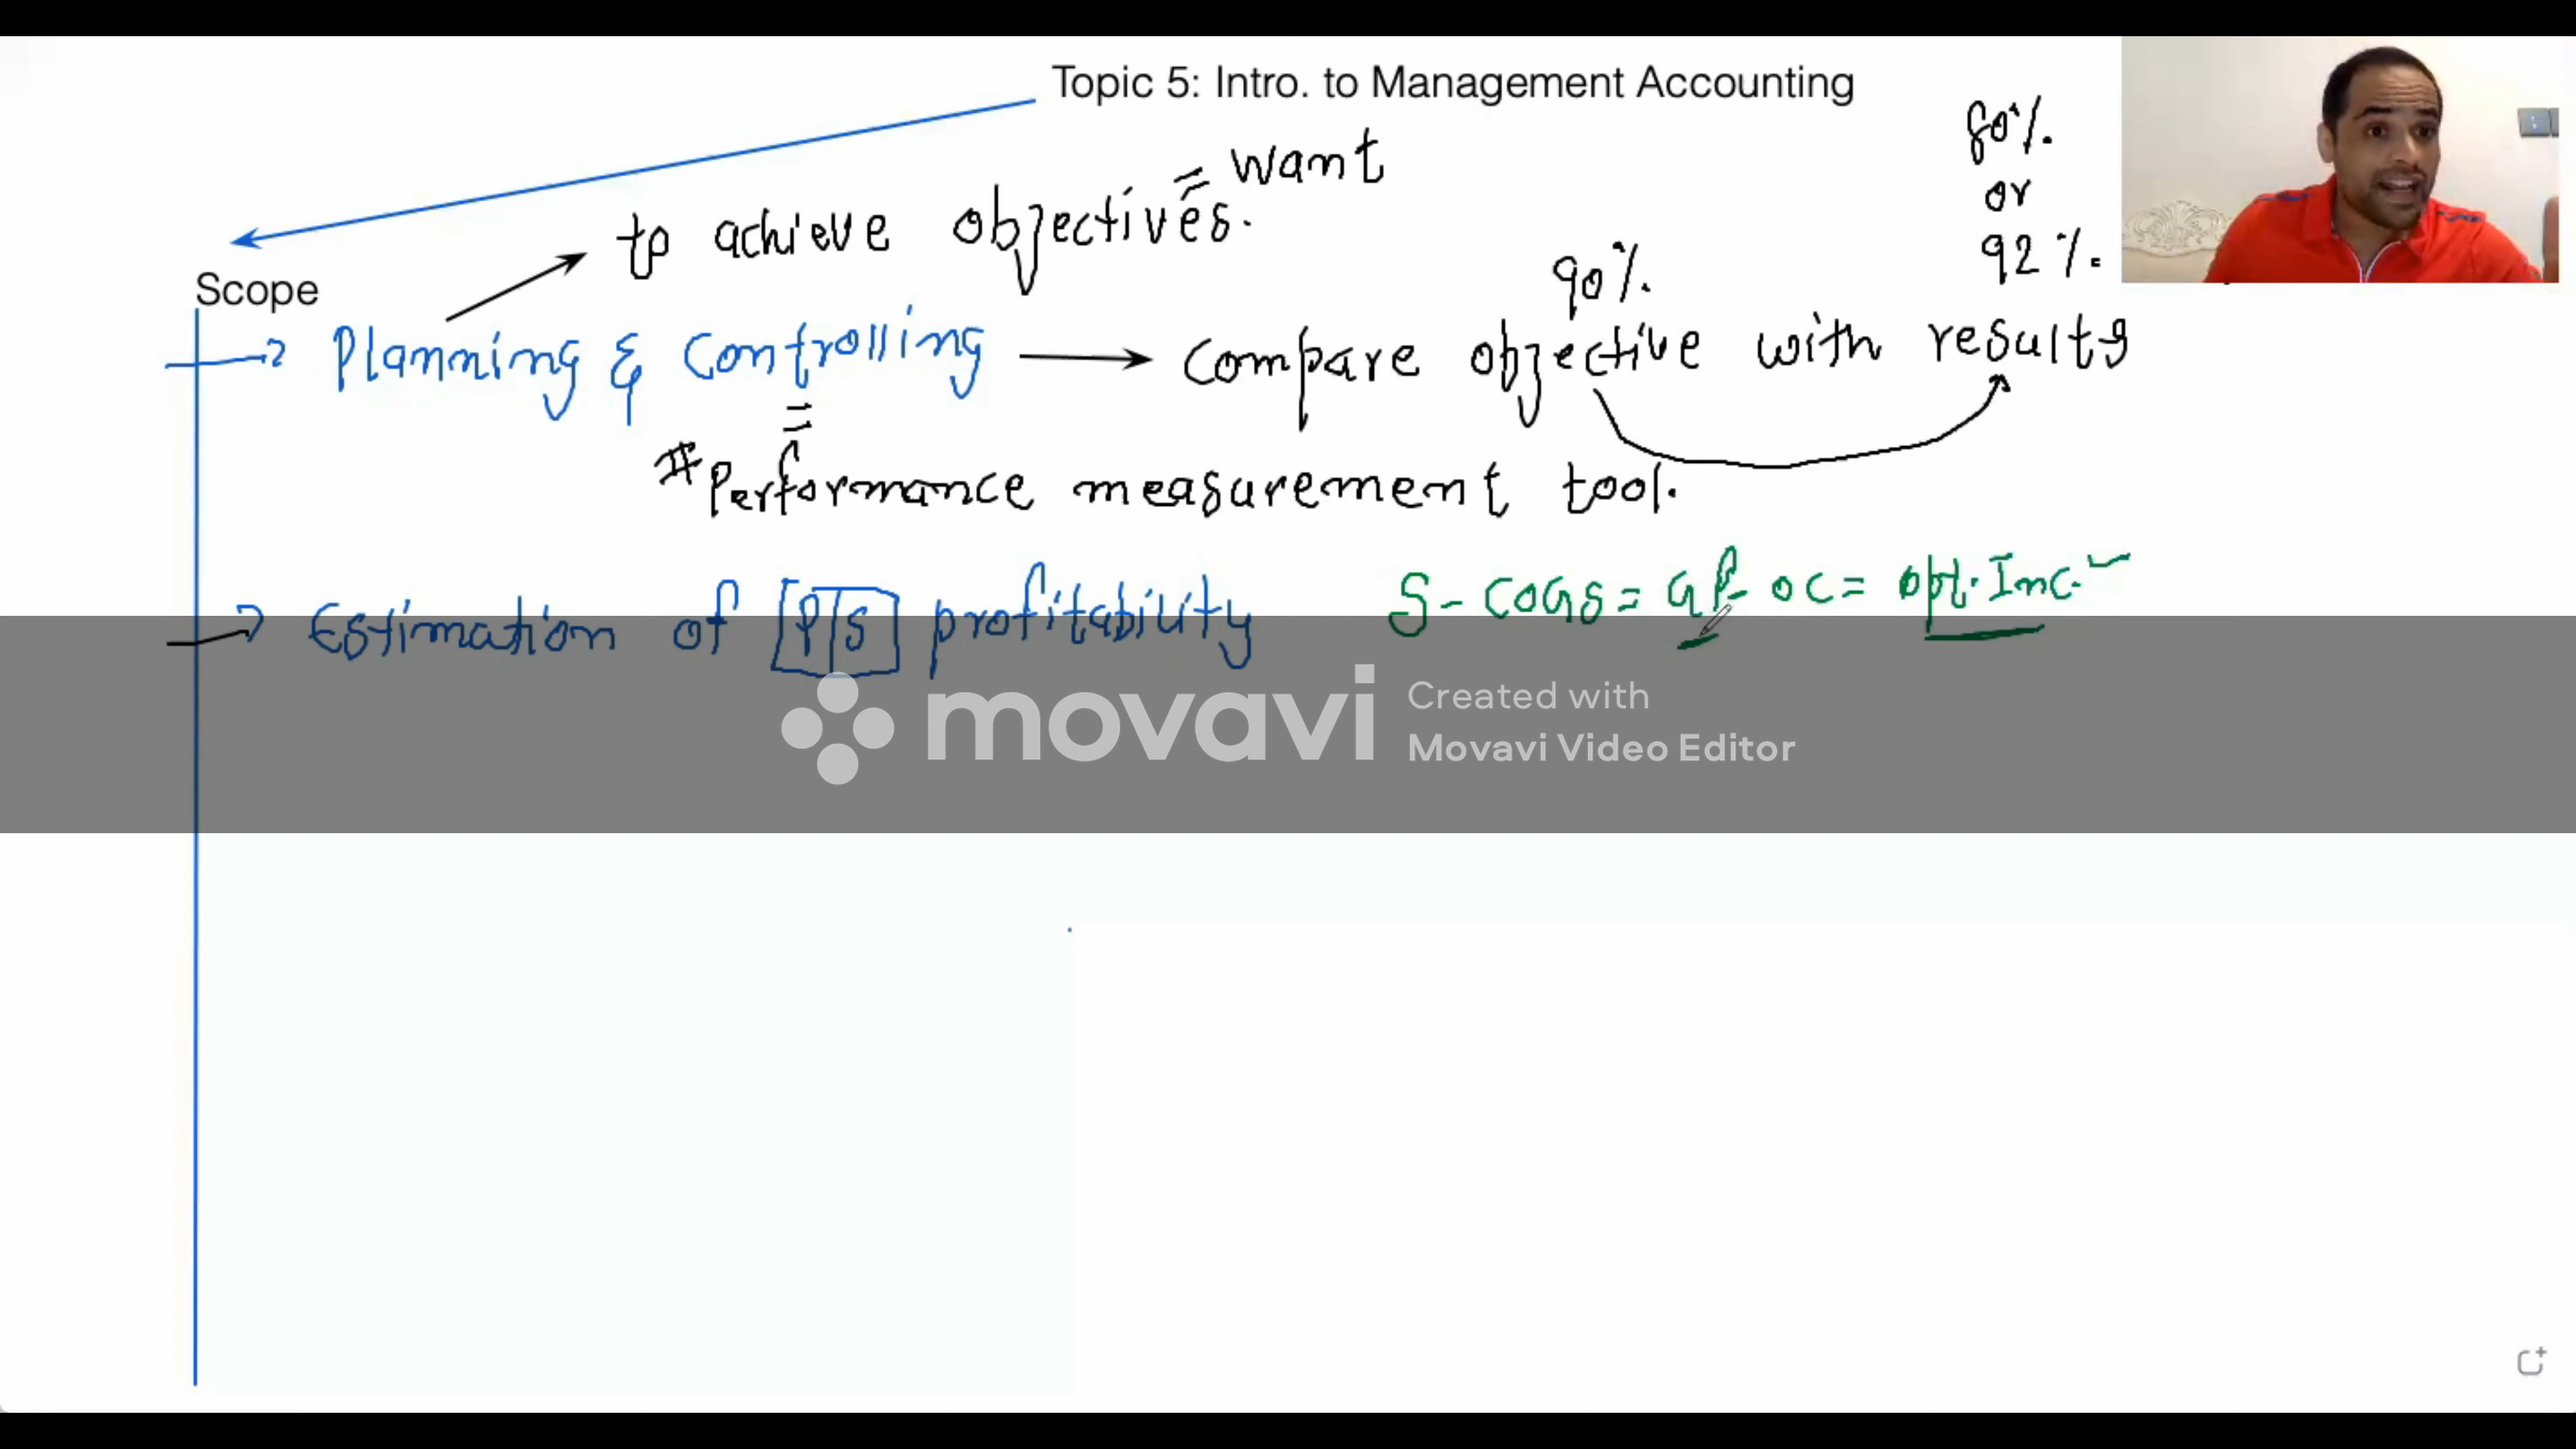 Topic 5: Intro. to Management Accounting
80%.
or
92%.
= want
to achieve objectives.
90%.
Scope
→ Planning & Controlling → Compare objective with results
# Performance measurement tool.
→ Estimation of [P/S] profitability S - COGS = GP - OC = opt. Inc.
movavi
Created with
Movavi Video Editor